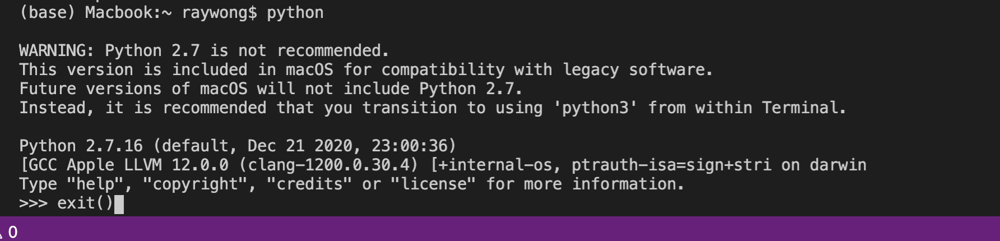 (base) Macbook:~ raywong$ python
WARNING: Python 2.7 is not recommended.
This version is included in macOS for compatibility with legacy software.
Future versions of macOS will not include Python 2.7.
Instead, it is recommended that you transition to using 'python3' from within Terminal.
Python 2.7.16 (default, Dec 21 2020, 23:00:36)
[GCC Apple LLVM 12.0.0 (clang-1200.0.30.4) [+internal-os, ptrauth-isa=sign+stri on darwin
Type "help", "copyright", "credits" or "license" for more information.
>>> exit()
0